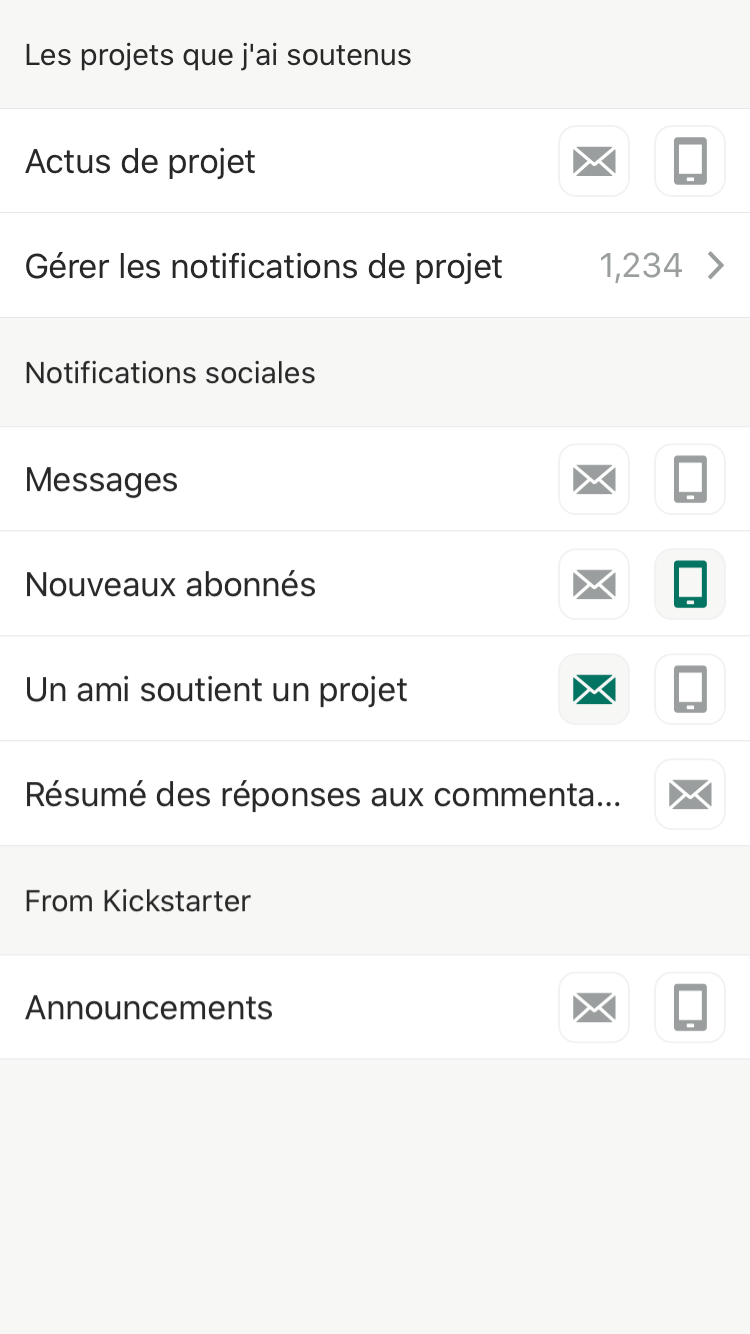 Les projets que j'ai soutenus
Actus de projet
Gérer les notifications de projet 1,234
Notifications sociales
Messages
Nouveaux abonnés
Un ami soutient un projet
Résumé des réponses aux commenta...
From Kickstarter
Announcements